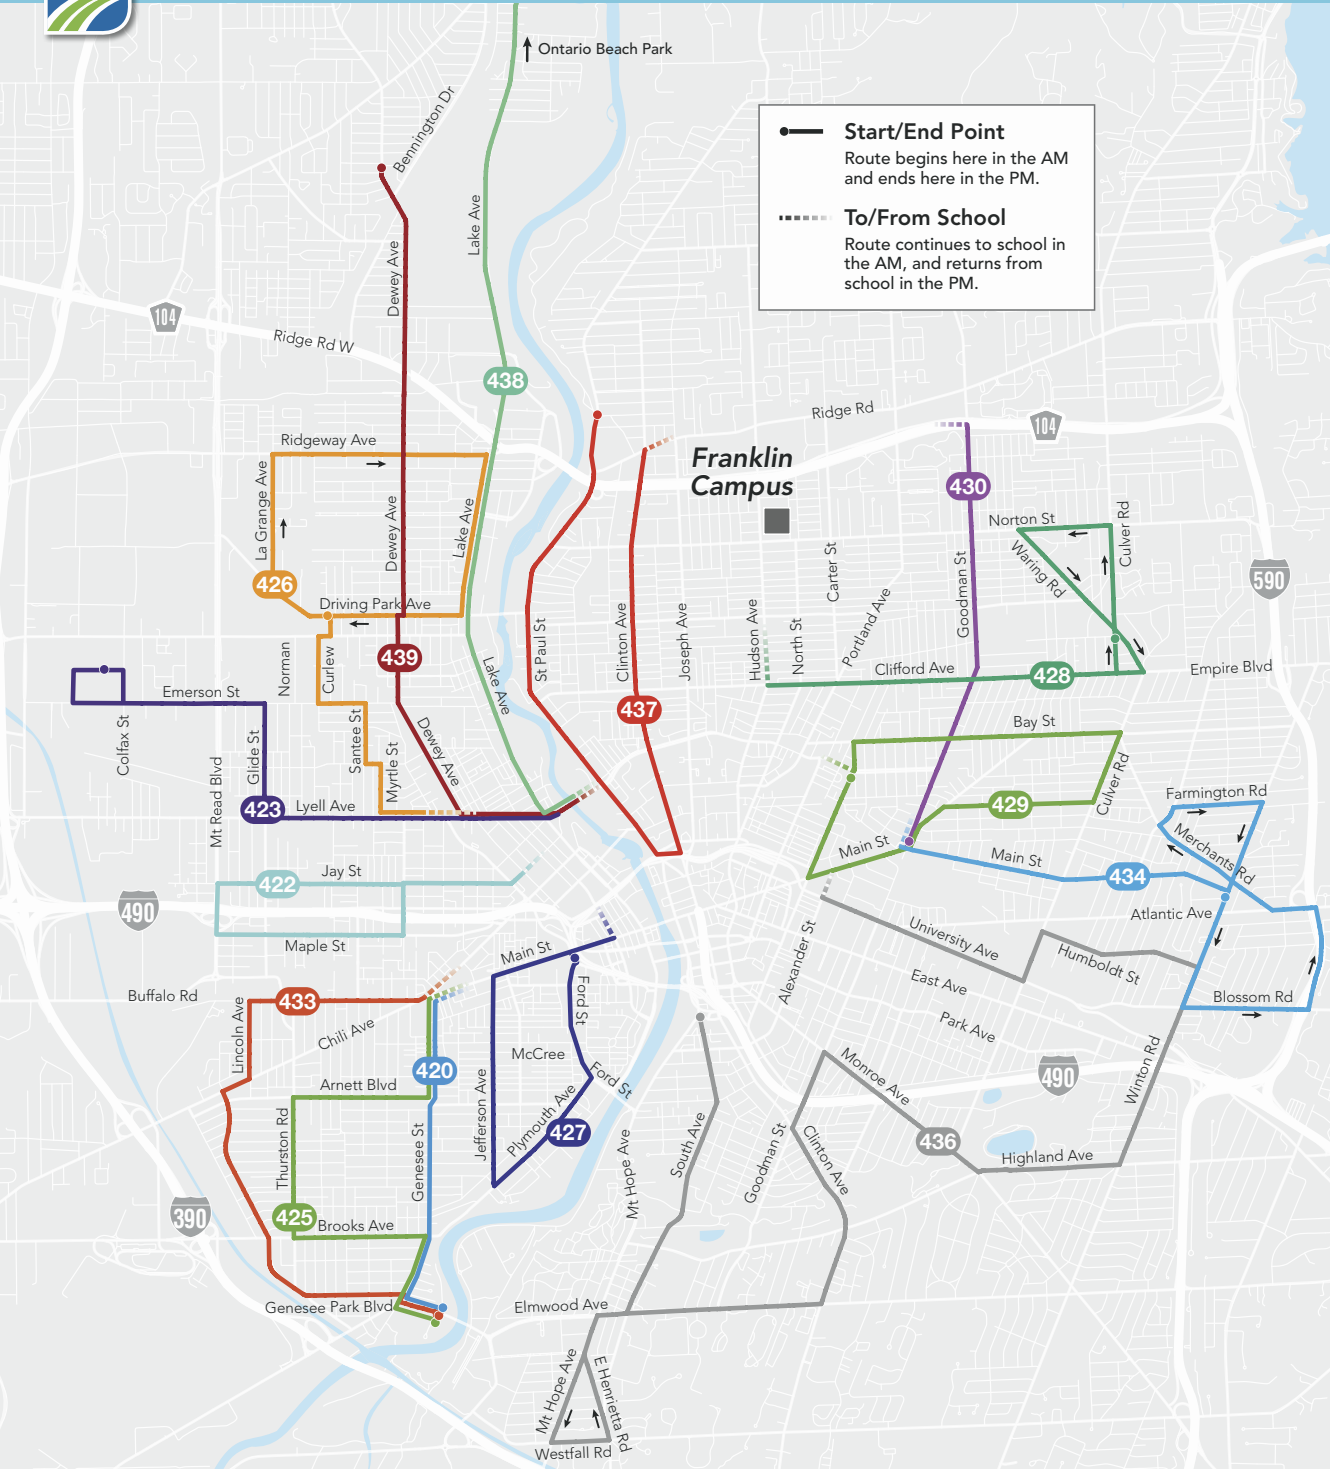 Ontario Beach Park
Bennington Dr
Start/End Point
Route begins here in the AM
and ends here in the PM.
To/From School
Route continues to school in
the AM, and returns from
school in the PM.
Lake Ave
Dewey Ave
104
Ridge Rd W
438
Ridge Rd
104
Ridgeway Ave
Franklin
Campus
430
La Grange Ave
Dewey Ave
Lake Ave
Norton St
Culver Rd
Waring Rd
Carter St
426
590
Driving Park Ave
Goodman St
Portland Ave
St Paul St
Clinton Ave
Joseph Ave
Hudson Ave
North St
439
Norman
Curlew
Lake Ave
Clifford Ave
428
Empire Blvd
Emerson St
437
Bay St
Colfax St
Glide St
Santee St
Myrtle St
Dewey Ave
Mt Read Blvd
423
Lyell Ave
429
Culver Rd
Farmington Rd
Merchants Rd
Main St
Main St
434
Jay St
422
490
Maple St
Atlantic Ave
University Ave
Humboldt St
Alexander St
Main St
East Ave
Park Ave
Buffalo Rd
433
Lincoln Ave
Chili Ave
Ford St
Blossom Rd
420
McCree
Ford St
Arnett Blvd
Monroe Ave
490
Winton Rd
Thurston Rd
Genesee St
Jefferson Ave
Plymouth Ave
427
Mt Hope Ave
South Ave
Goodman St
Clinton Ave
436
Highland Ave
390
425
Brooks Ave
Genesee Park Blvd
Elmwood Ave
Mt Hope Ave
E Henrietta Rd
Westfall Rd